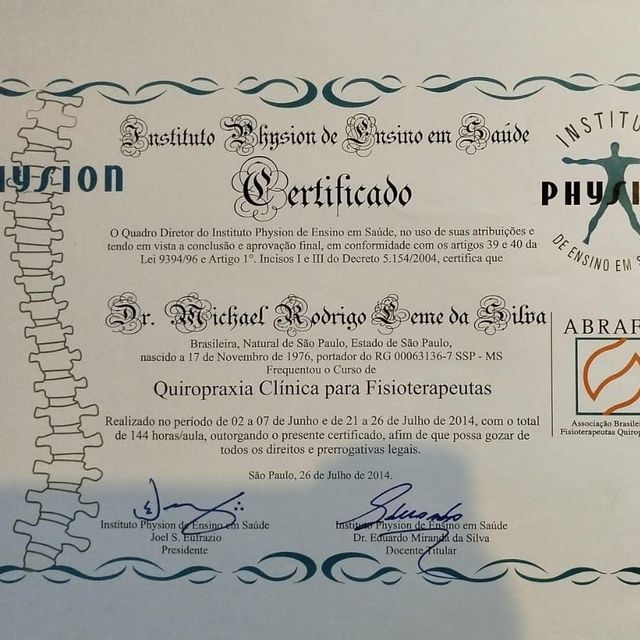 Instituto Physion de Ensino em Saúde
YSION
Certificado
INSTITU
PHYSI
DE ENSINO EM S
O Quadro Diretor do Instituto Physion de Ensino em Saúde, no uso de suas atribuições e
tendo em vista a conclusão e aprovação final, em conformidade com os artigos 39 e 40 da
Lei 9394/96 e Artigo 1º. Incisos I e III do Decreto 5.154/2004, certifica que
Dr. Michael Rodrigo Leme da Silva
Brasileira, Natural de São Paulo, Estado de São Paulo,
nascido a 17 de Novembro de 1976, portador do RG 00063136-7 SSP - MS
Frequentou o Curso de
Quiropraxia Clínica para Fisioterapeutas
ABRAF
Associação Brasilei
Fisioterapeutas Quirop
Realizado no período de 02 a 07 de Junho e de 21 a 26 de Julho de 2014, com o total
de 144 horas/aula, outorgando o presente certificado, afim de que possa gozar de
todos os direitos e prerrogativas legais.
São Paulo, 26 de Julho de 2014.
Instituto Physion de Ensino em Saúde
Joel S. Eufrazio
Presidente
Instituto Physion de Ensino em Saúde
Dr. Eduardo Miranda da Silva
Docente Titular